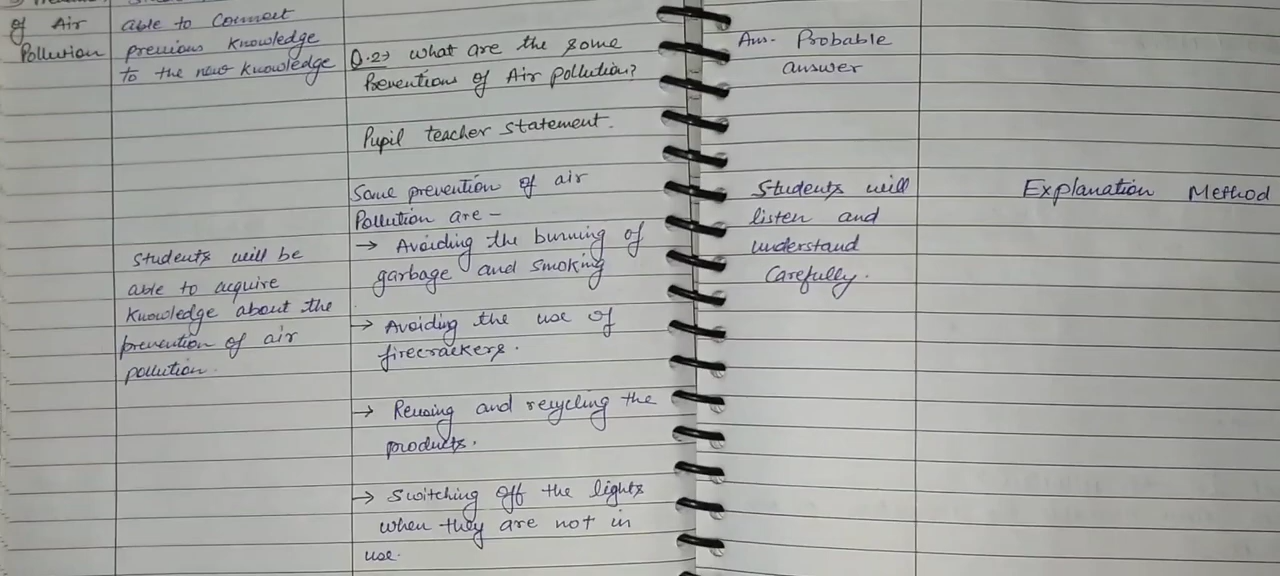 of Air
Pollution
able to Connect
previous knowledge
to the new knowledge
Q.2) what are the some
Preventions of Air pollution?
Pupil teacher statement.
Some prevention of air
Pollution are -
→ Avoiding the burning of
garbage and smoking
→ Avoiding the use of
firecrackers.
→ Reusing and recycling the
products.
→ Switching off the lights
when they are not in
use.
Students will be
able to acquire
knowledge about the
prevention of air
pollution.
Ans- Probable
answer
Students will
listen and
understand
Carefully.
Explanation Method